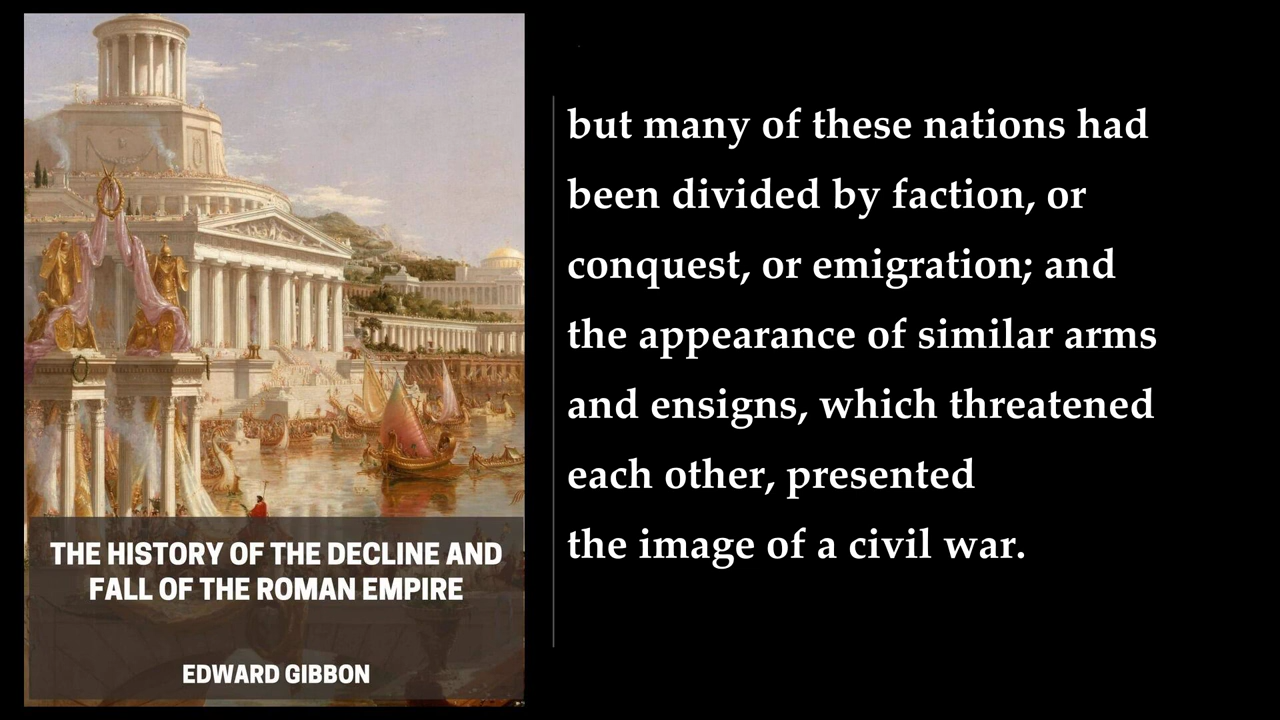 THE HISTORY OF THE DECLINE AND
FALL OF THE ROMAN EMPIRE
EDWARD GIBBON
but many of these nations had
been divided by faction, or
conquest, or emigration; and
the appearance of similar arms
and ensigns, which threatened
each other, presented
the image of a civil war.